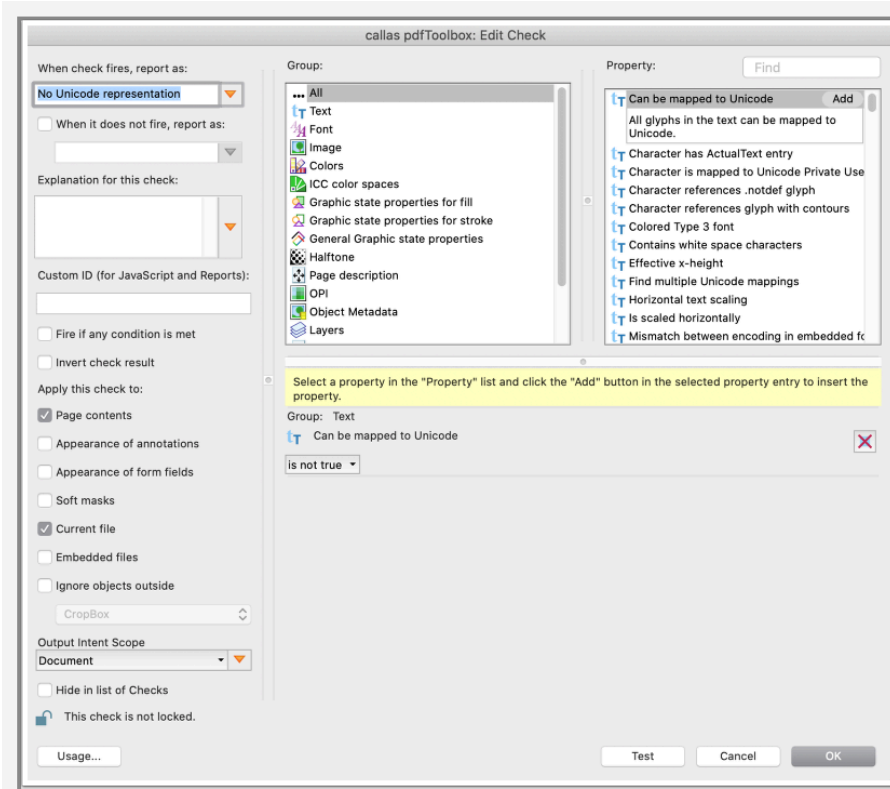 callas pdfToolbox: Edit Check
When check fires, report as:
No Unicode representation
When it does not fire, report as:
Explanation for this check:
Custom ID (for JavaScript and Reports):
Fire if any condition is met
Invert check result
Apply this check to:
Page contents
Appearance of annotations
Appearance of form fields
Soft masks
Current file
Embedded files
Ignore objects outside
CropBox
Output Intent Scope
Document
Hide in list of Checks
This check is not locked.
Usage...
Group:
... All
Text
Font
Image
Colors
ICC color spaces
Graphic state properties for fill
Graphic state properties for stroke
General Graphic state properties
Halftone
Page description
OPI
Object Metadata
Layers
Property:
Find
Can be mapped to Unicode Add
All glyphs in the text can be mapped to
Unicode.
Character has ActualText entry
Character is mapped to Unicode Private Use
Character references .notdef glyph
Character references glyph with contours
Colored Type 3 font
Contains white space characters
Effective x-height
Find multiple Unicode mappings
Horizontal text scaling
Is scaled horizontally
Mismatch between encoding in embedded fo
Select a property in the "Property" list and click the "Add" button in the selected property entry to insert the
property.
Group: Text
Can be mapped to Unicode
is not true
Test
Cancel
OK